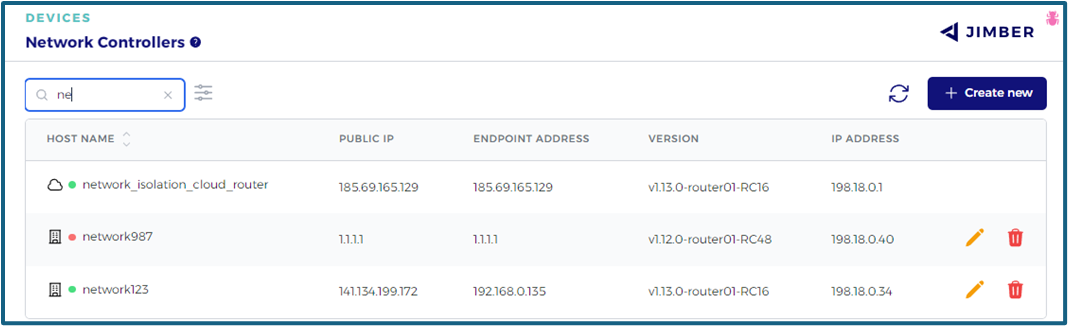 DEVICES
Network Controllers ?
JIMBER
ne
+ Create new
HOST NAME PUBLIC IP ENDPOINT ADDRESS VERSION IP ADDRESS
network_isolation_cloud_router 185.69.165.129 185.69.165.129 v1.13.0-router01-RC16 198.18.0.1
network987 1.1.1.1 1.1.1.1 v1.12.0-router01-RC48 198.18.0.40
network123 141.134.199.172 192.168.0.135 v1.13.0-router01-RC16 198.18.0.34